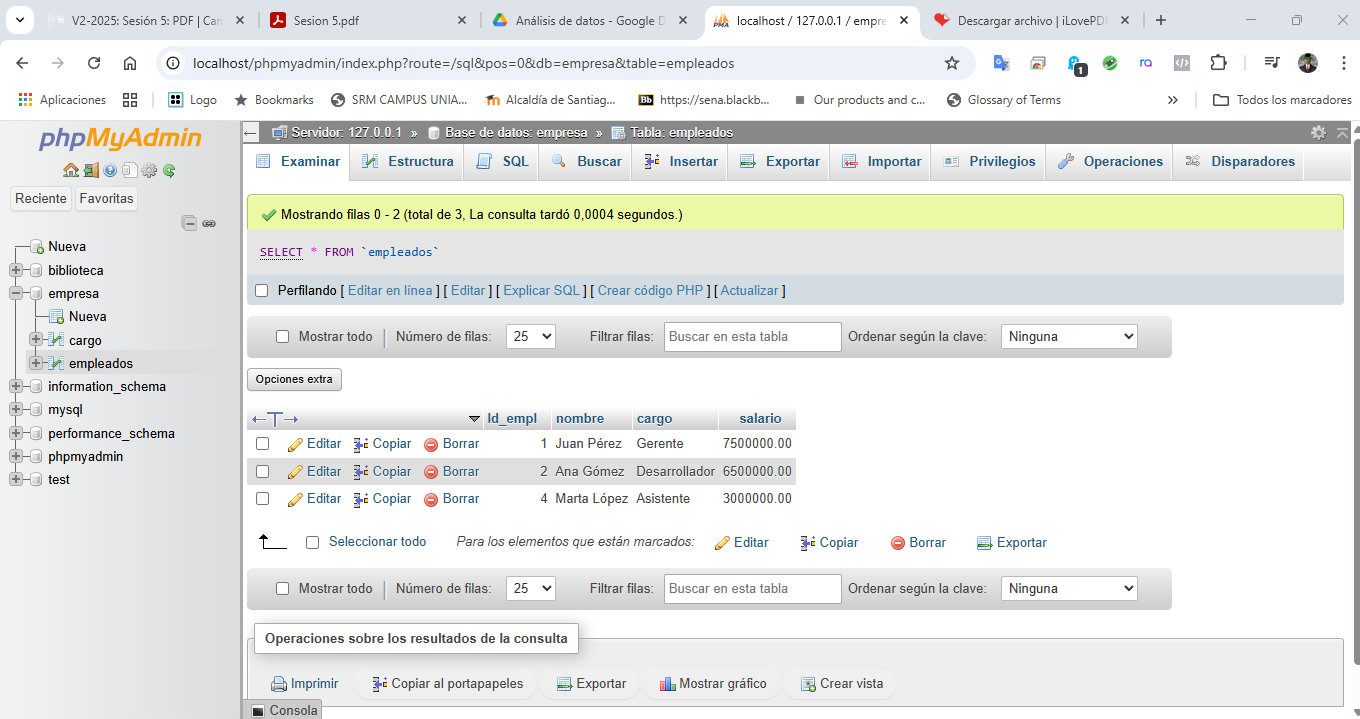 V2-2025: Sesión 5: PDF | Can
Sesion 5.pdf
Análisis de datos - Google D
localhost / 127.0.0.1 / empre
Descargar archivo | iLovePDF
localhost/phpmyadmin/index.php?route=/sql&pos=0&db=empresa&table=empleados
1
Aplicaciones
Logo
Bookmarks
SRM CAMPUS UNIA...
Alcaldía de Santiag...
Bb https://sena.blackb...
Our products and c...
Glossary of Terms
Todos los marcadores
phpMyAdmin
Servidor: 127.0.0.1 » Base de datos: empresa » Tabla: empleados
Examinar Estructura SQL Buscar Insertar Exportar Importar Privilegios Operaciones Disparadores
Reciente Favoritas
Nueva
biblioteca
empresa
Nueva
cargo
empleados
information_schema
mysql
performance_schema
phpmyadmin
test
Mostrando filas 0 - 2 (total de 3, La consulta tardó 0,0004 segundos.)
SELECT * FROM `empleados`
Perfilando [ Editar en línea ] [ Editar ] [ Explicar SQL ] [ Crear código PHP ] [ Actualizar ]
Mostrar todo Número de filas: 25 Filtrar filas: Buscar en esta tabla Ordenar según la clave: Ninguna
Opciones extra
←T→ Id_empl nombre cargo salario
Editar Copiar Borrar 1 Juan Pérez Gerente 7500000.00
Editar Copiar Borrar 2 Ana Gómez Desarrollador 6500000.00
Editar Copiar Borrar 4 Marta López Asistente 3000000.00
Seleccionar todo Para los elementos que están marcados: Editar Copiar Borrar Exportar
Mostrar todo Número de filas: 25 Filtrar filas: Buscar en esta tabla Ordenar según la clave: Ninguna
Operaciones sobre los resultados de la consulta
Imprimir Copiar al portapapeles Exportar Mostrar gráfico Crear vista
Consola